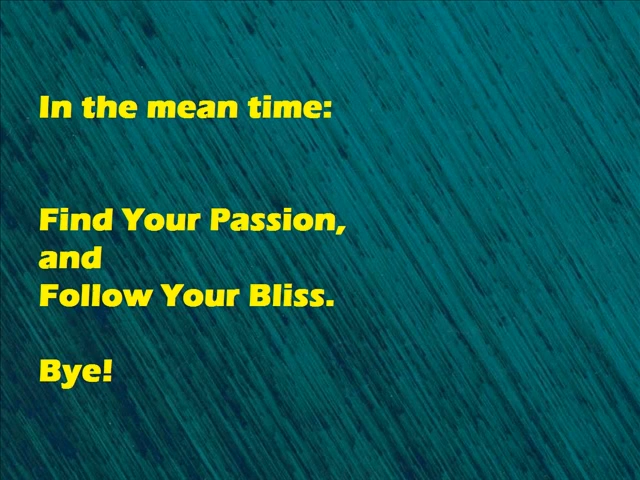 In the mean time:
Find Your Passion,
and
Follow Your Bliss.
Bye!